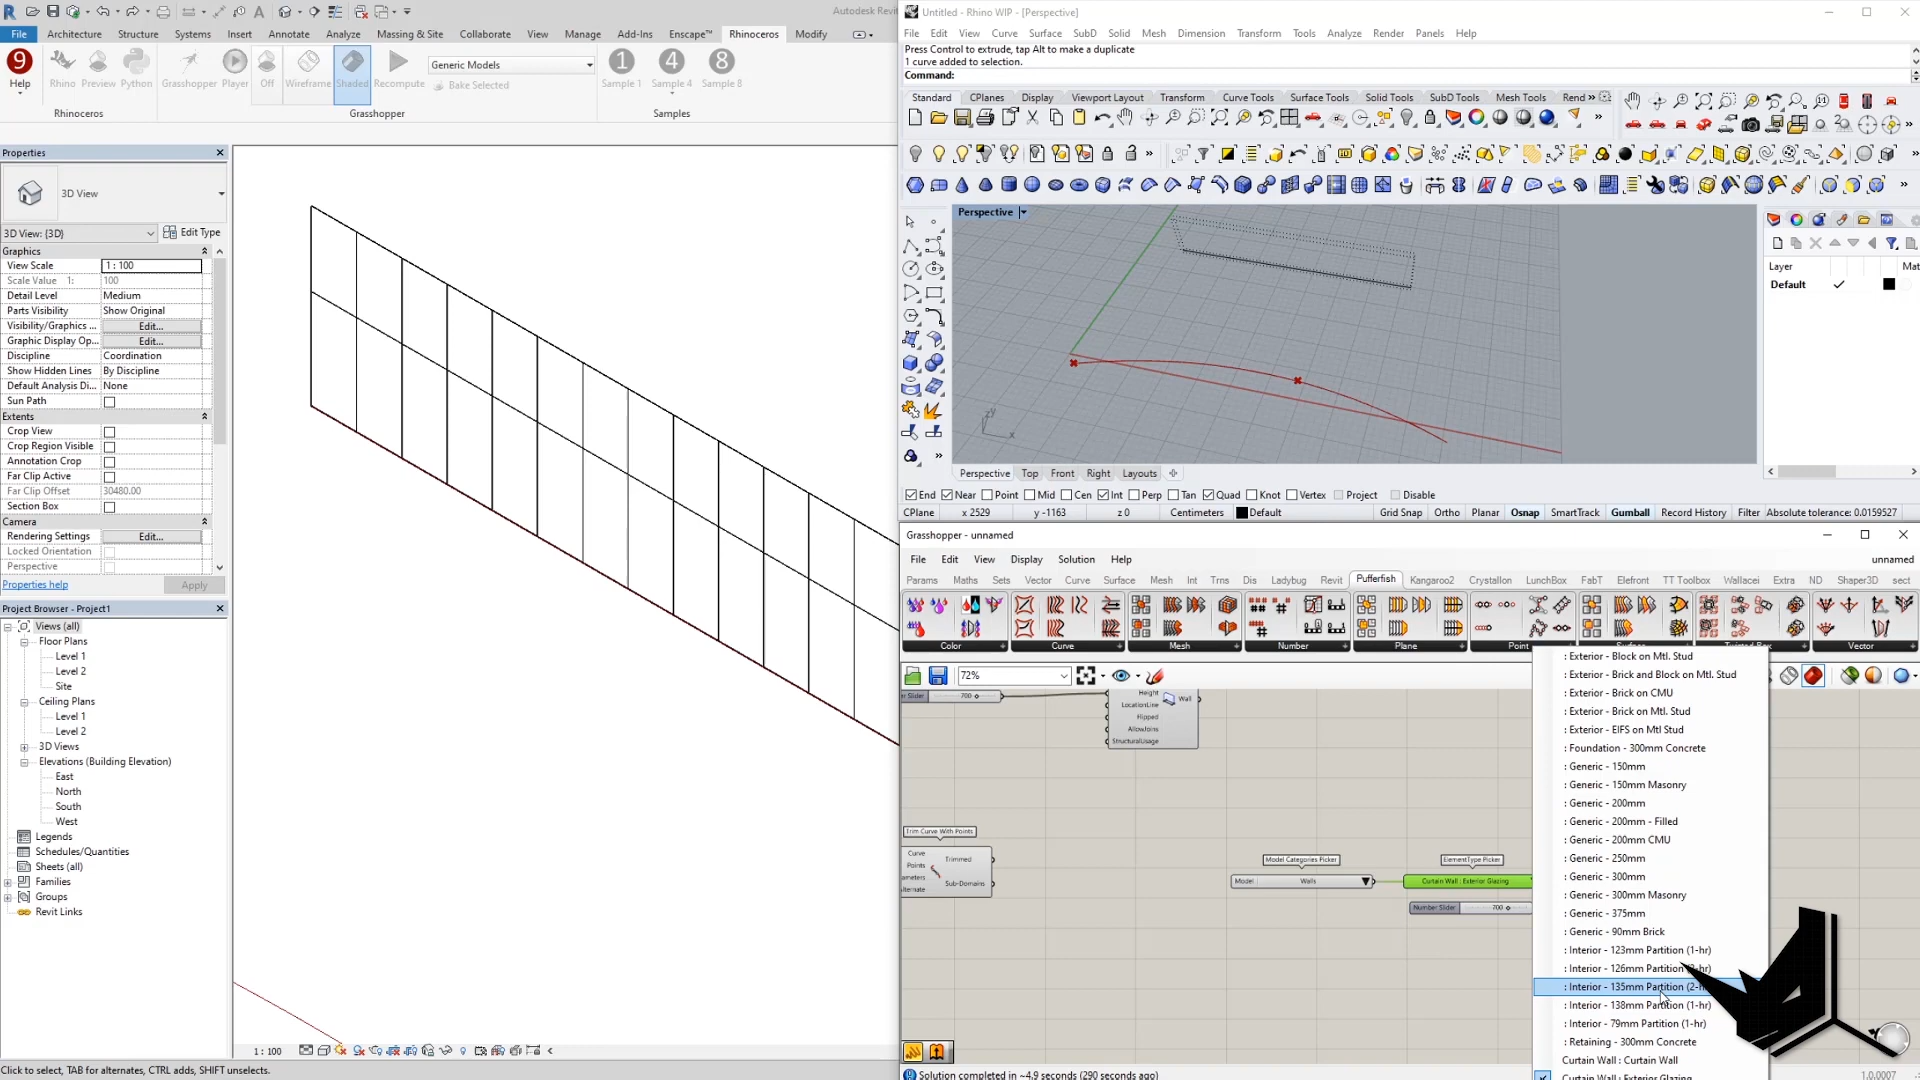 Autodesk Revit
File Architecture Structure Systems Insert Annotate Analyze Massing & Site Collaborate View Manage Add-Ins Enscape™ Rhinoceros Modify
Help Rhino Preview Python Grasshopper Player Off Wireframe Shaded Recompute
Generic Models
Bake Selected
Sample 1 Sample 4 Sample 8
Rhinoceros Grasshopper Samples
Properties
3D View
3D View: {3D} Edit Type
Graphics
View Scale 1 : 100
Scale Value 1: 100
Detail Level Medium
Parts Visibility Show Original
Visibility/Graphics ... Edit...
Graphic Display Op... Edit...
Discipline Coordination
Show Hidden Lines By Discipline
Default Analysis Di... None
Sun Path
Extents
Crop View
Crop Region Visible
Annotation Crop
Far Clip Active
Far Clip Offset 30480.00
Section Box
Camera
Rendering Settings Edit...
Locked Orientation
Perspective
Properties help Apply
Project Browser - Project1
Views (all)
Floor Plans
Level 1
Level 2
Site
Ceiling Plans
Level 1
Level 2
3D Views
Elevations (Building Elevation)
East
North
South
West
Legends
Schedules/Quantities
Sheets (all)
Families
Groups
Revit Links
1 : 100
Click to select, TAB for alternates, CTRL adds, SHIFT unselects.
Untitled - Rhino WIP - [Perspective]
File Edit View Curve Surface SubD Solid Mesh Dimension Transform Tools Analyze Render Panels Help
Press Control to extrude, tap Alt to make a duplicate
1 curve added to selection.
Command:
Standard CPlanes Display Viewport Layout Transform Curve Tools Surface Tools Solid Tools SubD Tools Mesh Tools Rend »
Perspective
Layer Mat
Default
zy
x
Perspective Top Front Right Layouts
End Near Point Mid Cen Int Perp Tan Quad Knot Vertex Project Disable
CPlane x 2529 y -1163 z 0 Centimeters Default Grid Snap Ortho Planar Osnap SmartTrack Gumball Record History Filter Absolute tolerance: 0.0159527
Grasshopper - unnamed
File Edit View Display Solution Help unnamed
Params Maths Sets Vector Curve Surface Mesh Int Trns Dis Ladybug Revit Pufferfish Kangaroo2 Crystallon LunchBox FabT Elefront TT Toolbox Wallacei Extra ND Shaper3D sect
Color Curve Mesh Number Plane Point Vector
72%
Slider 700
Height
LocationLine
Flipped
AllowJoins
StructuralUsage
Wall
Trim Curve With Points
Curve
Points
Trimmed
Sub-Domains
Model Categories Picker
Model Walls
ElementType Picker
Curtain Wall : Exterior Glazing
Number Slider 700
: Exterior - Block on Mtl. Stud
: Exterior - Brick and Block on Mtl. Stud
: Exterior - Brick on CMU
: Exterior - Brick on Mtl. Stud
: Exterior - EIFS on Mtl Stud
: Foundation - 300mm Concrete
: Generic - 150mm
: Generic - 150mm Masonry
: Generic - 200mm
: Generic - 200mm - Filled
: Generic - 200mm CMU
: Generic - 250mm
: Generic - 300mm
: Generic - 300mm Masonry
: Generic - 375mm
: Generic - 90mm Brick
: Interior - 123mm Partition (1-hr)
: Interior - 126mm Partition
: Interior - 135mm Partition (2-h
: Interior - 138mm Partition (1-hr)
: Interior - 79mm Partition (1-hr)
: Retaining - 300mm Concrete
Curtain Wall : Curtain Wall
Curtain Wall : Exterior Glazing
Solution completed in ~4.9 seconds (290 seconds ago)
1.0.0007